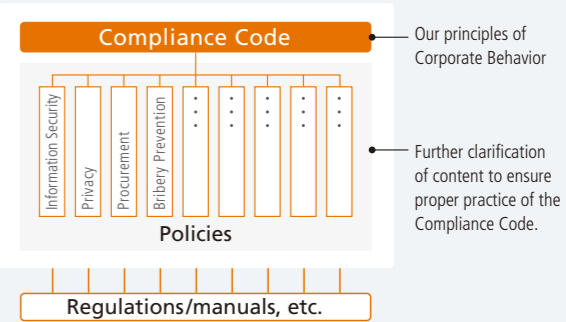 Compliance Code
Our principles of
Corporate Behavior
Information Security
Privacy
Procurement
Bribery Prevention
Further clarification
of content to ensure
proper practice of the
Compliance Code.
Policies
Regulations/manuals, etc.